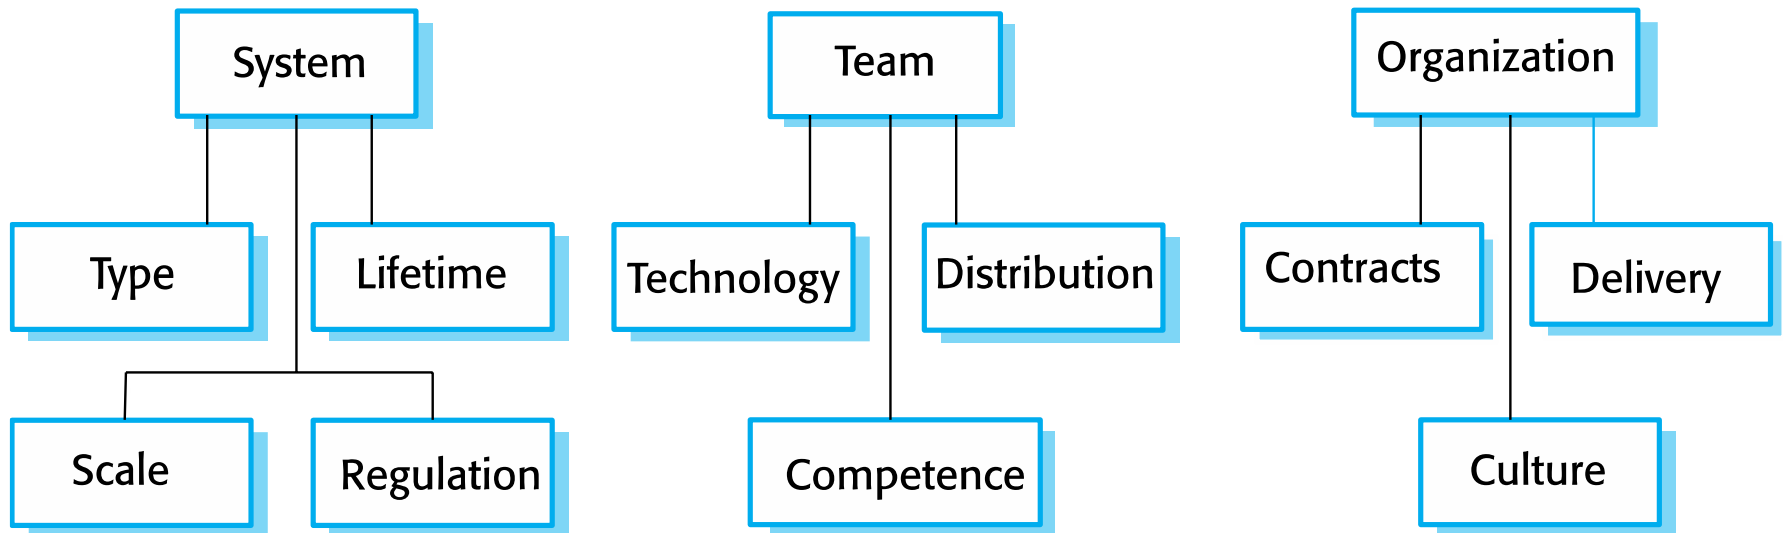 System
Team
Organization
Type
Lifetime
Technology
Distribution
Contracts
Delivery
Scale
Regulation
Competence
Culture